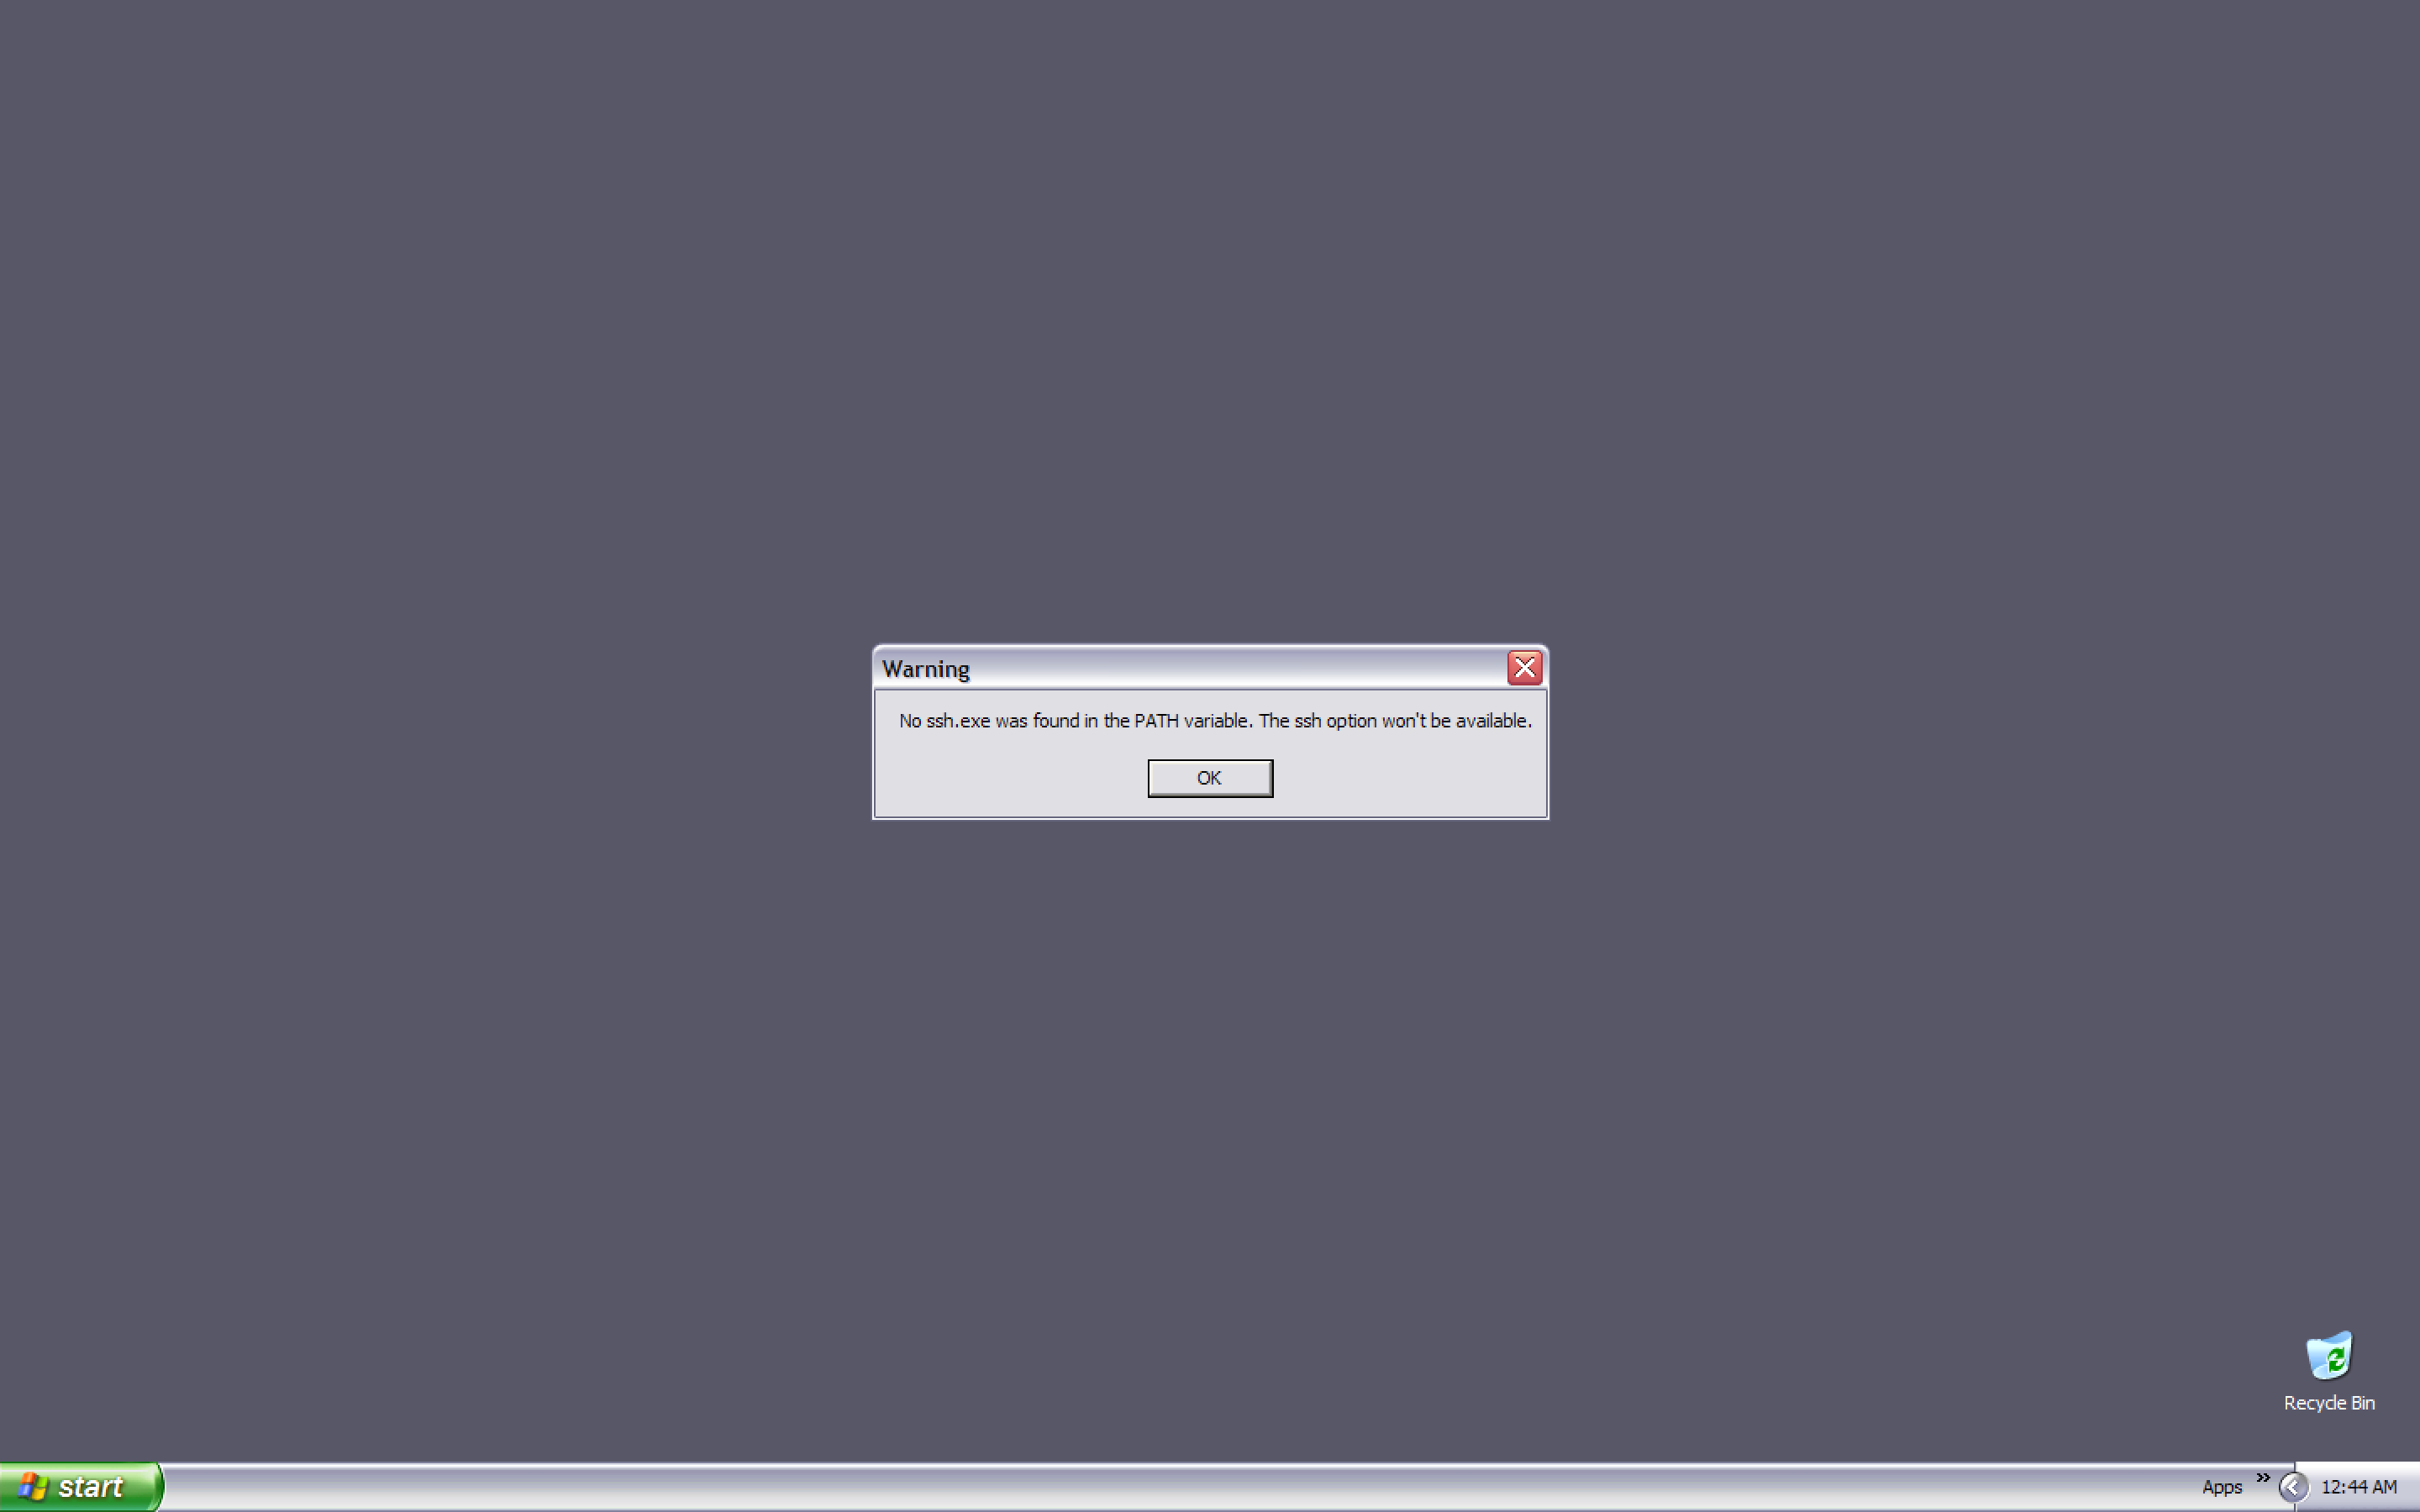 Warning
No ssh.exe was found in the PATH variable. The ssh option won't be available.
OK
Recycle Bin
start
Apps
12:44 AM